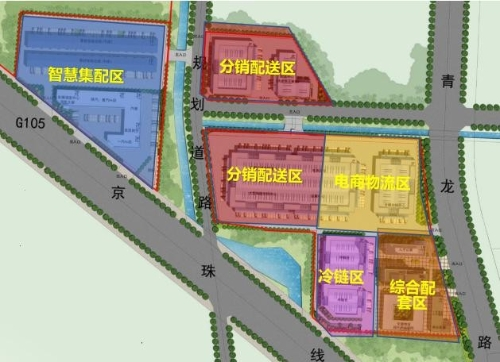 智慧集配区
分销配送区
规划道路
青龙路
G105
京珠线
分销配送区
电商物流区
冷链区
综合配
套区